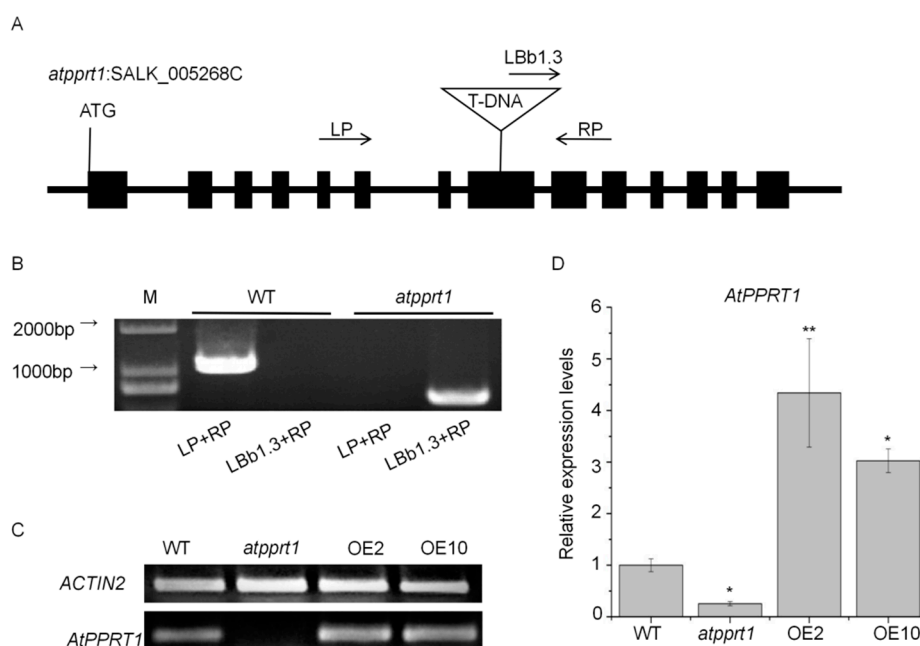 A
atpprt1:SALK_005268C
ATG
LP
T-DNA
LBb1.3
RP
B
M
WT
atpprt1
2000bp →
1000bp →
LP+RP
LBb1.3+RP
LP+RP
LBb1.3+RP
C
WT
atpprt1
OE2
OE10
ACTIN2
AtPPRT1
D
AtPPRT1
Relative expression levels
6
5
4
3
2
1
0
*
**
*
WT
atpprt1
OE2
OE10